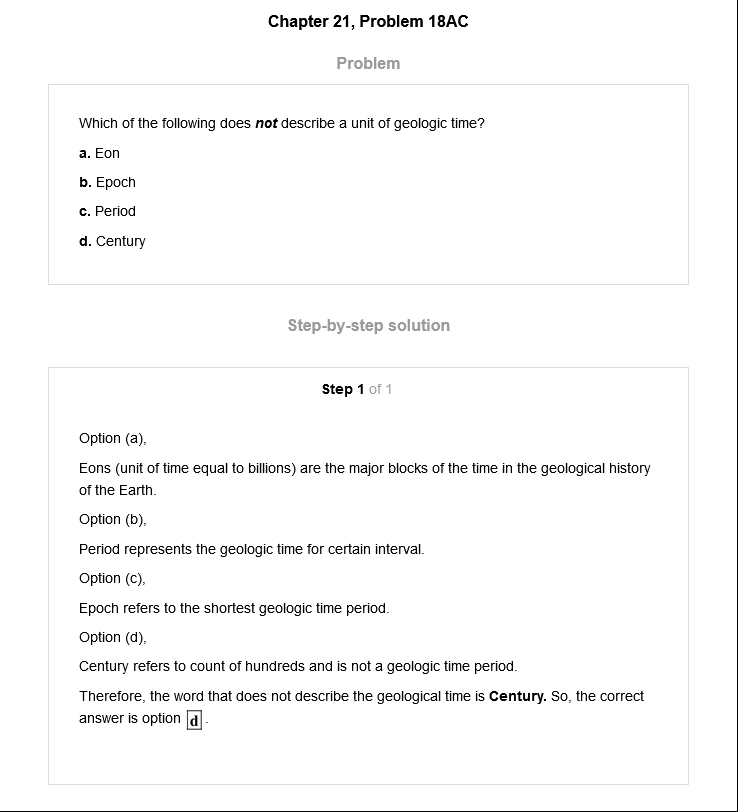 Chapter 21, Problem 18AC
Problem
Which of the following does not describe a unit of geologic time?
a. Eon
b. Epoch
c. Period
d. Century
Step-by-step solution
Step 1 of 1
Option (a),
Eons (unit of time equal to billions) are the major blocks of the time in the geological history
of the Earth.
Option (b),
Period represents the geologic time for certain interval.
Option (c),
Epoch refers to the shortest geologic time period.
Option (d),
Century refers to count of hundreds and is not a geologic time period.
Therefore, the word that does not describe the geological time is Century. So, the correct
answer is option d.